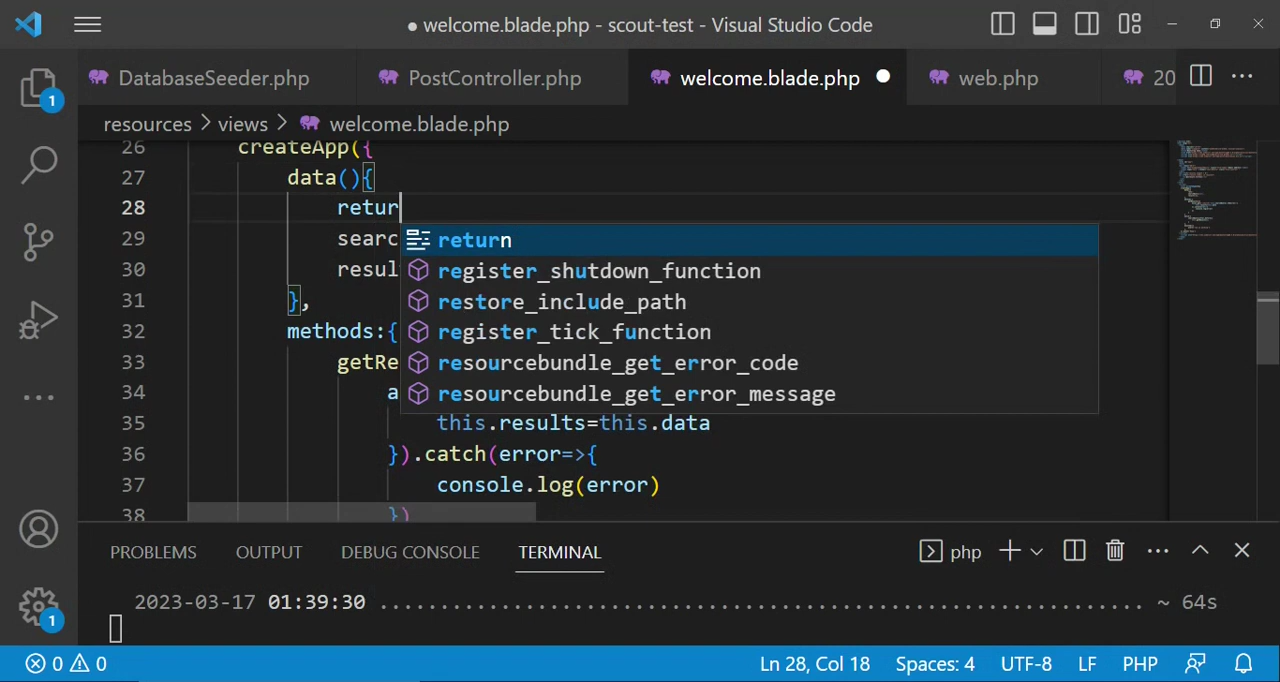 ● welcome.blade.php - scout-test - Visual Studio Code
DatabaseSeeder.php PostController.php welcome.blade.php ● web.php 20 ...
resources > views > welcome.blade.php
26 createApp({
27 data(){
28 retur
29 searc
30 resul
31 },
32 methods:{
33 getRe
34 a
35 this.results=this.data
36 }).catch(error=>{
37 console.log(error)
38 })
return
register_shutdown_function
restore_include_path
register_tick_function
resourcebundle_get_error_code
resourcebundle_get_error_message
1
1
PROBLEMS OUTPUT DEBUG CONSOLE TERMINAL php
2023-03-17 01:39:30 ............................................................. ~ 64s
0 0 Ln 28, Col 18 Spaces: 4 UTF-8 LF PHP